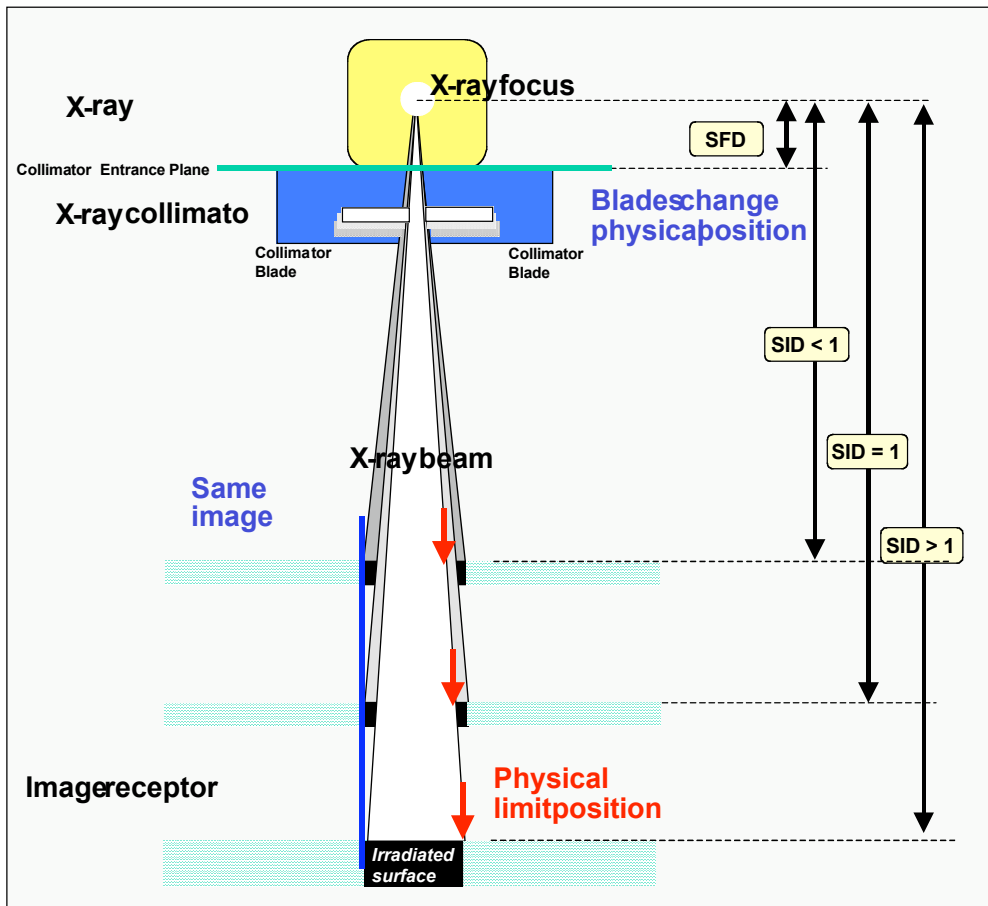 X-rayfocus
X-ray
SFD
Collimator Entrance Plane
X-raycollimato
Bladeschange
physicalposition
Collimator
Blade
Collimator
Blade
SID < 1
X-raybeam
SID = 1
Same
image
SID > 1
Imagereceptor
Physical
limitposition
Irradiated
surface